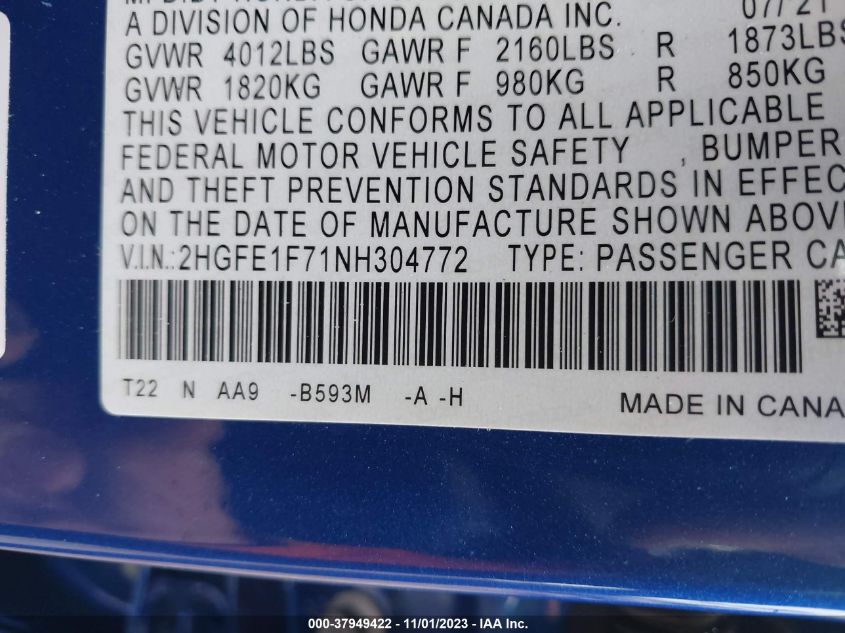 A DIVISION OF HONDA CANADA INC. 07/21
GVWR 4012LBS GAWR F 2160LBS R 1873LBS
GVWR 1820KG GAWR F 980KG R 850KG
THIS VEHICLE CONFORMS TO ALL APPLICABLE
FEDERAL MOTOR VEHICLE SAFETY , BUMPER
AND THEFT PREVENTION STANDARDS IN EFFEC
ON THE DATE OF MANUFACTURE SHOWN ABOV
V.I.N.:2HGFE1F71NH304772 TYPE: PASSENGER CA
T22 N AA9 -B593M -A -H
MADE IN CANA
000-37949422 - 11/01/2023 - IAA Inc.